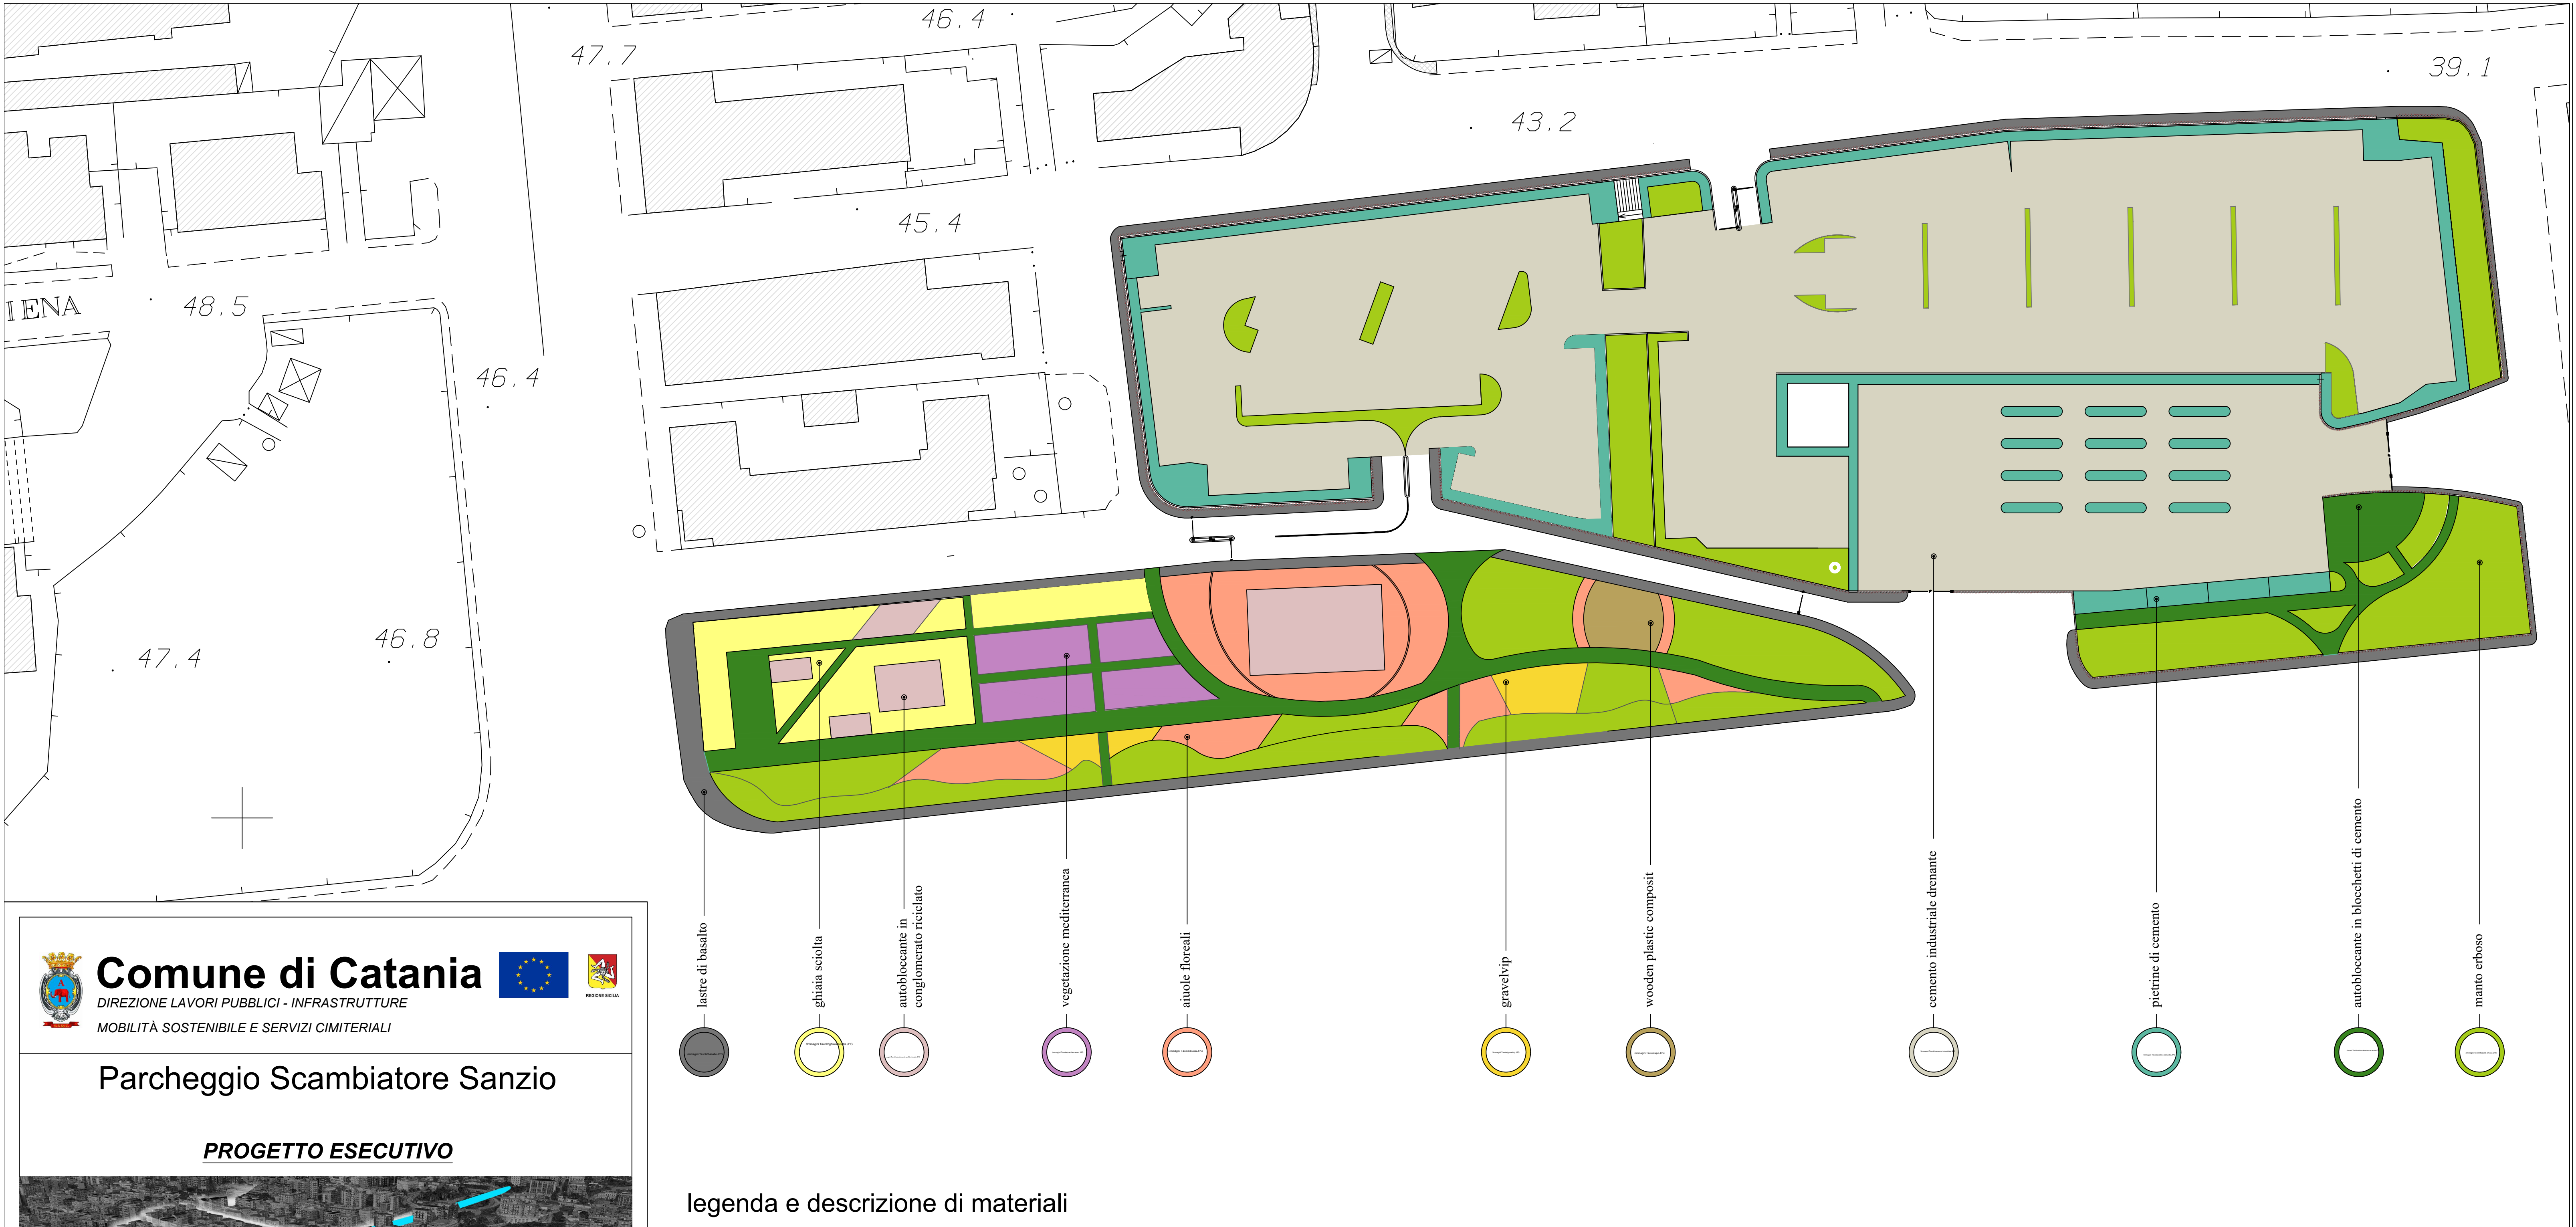 46.4
47.7
39.1
43.2
45.4
IENA
48.5
46.4
46.8
47.4
lastre di basalto
ghiaia sciolta
autobloccante in
conglomerato riciclato
vegetazione mediterranea
aiuole floreali
gravelvip
wooden plastic composit
cemento industriale drenante
pietrine di cemento
autobloccante in blocchetti di cemento
manto erboso
Comune di Catania
DIREZIONE LAVORI PUBBLICI - INFRASTRUTTURE
MOBILITÀ SOSTENIBILE E SERVIZI CIMITERIALI
REGIONE SICILIA
Parcheggio Scambiatore Sanzio
PROGETTO ESECUTIVO
legenda e descrizione di materiali